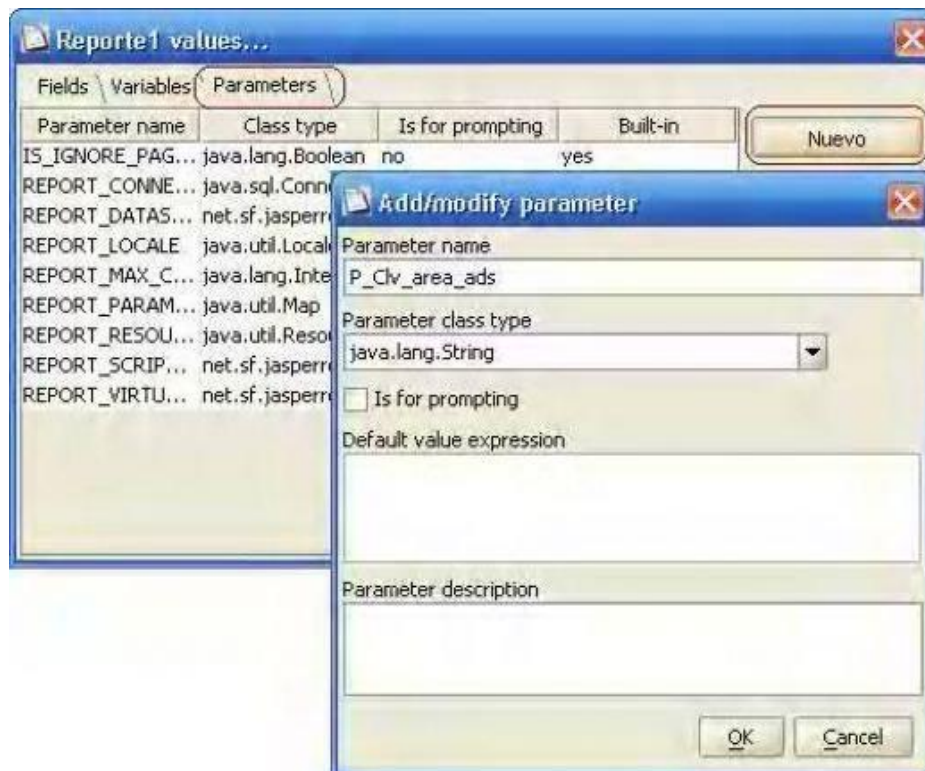 Reporte1 values...
Fields Variables Parameters
Parameter name Class type Is for prompting Built-in Nuevo
IS_IGNORE_PAG... java.lang.Boolean no yes
REPORT_CONNE... java.sql.Conn
REPORT_DATAS... net.sf.jasperr
REPORT_LOCALE java.util.Local
REPORT_MAX_C... java.lang.Inte
REPORT_PARAM... java.util.Map
REPORT_RESOU... java.util.Resou
REPORT_SCRIP... net.sf.jasperr
REPORT_VIRTU... net.sf.jasperr
Add/modify parameter
Parameter name
P_Clv_area_ads
Parameter class type
java.lang.String
Is for prompting
Default value expression
Parameter description
OK Cancel